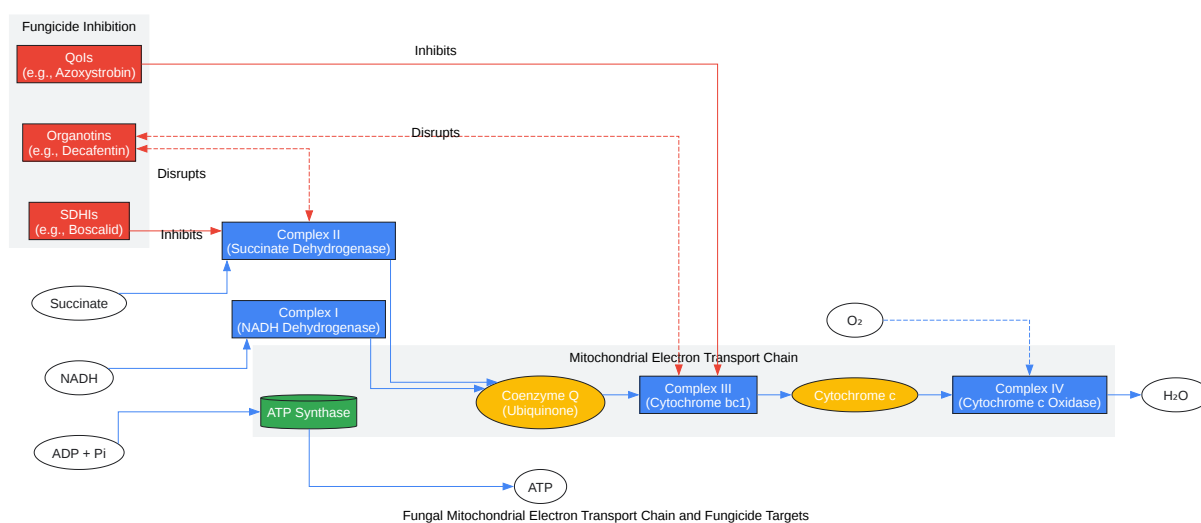 Fungicide Inhibition
QoIs
(e.g., Azoxystrobin)
Inhibits
Organotins
(e.g., Decafentin)
Disrupts
Disrupts
SDHIs
(e.g., Boscalid)
Inhibits
Complex II
(Succinate Dehydrogenase)
Succinate
Complex I
(NADH Dehydrogenase)
O₂
Mitochondrial Electron Transport Chain
NADH
Coenzyme Q
(Ubiquinone)
Complex III
(Cytochrome bc1)
Cytochrome c
Complex IV
(Cytochrome c Oxidase)
H₂O
ATP Synthase
ADP + Pi
ATP
Fungal Mitochondrial Electron Transport Chain and Fungicide Targets